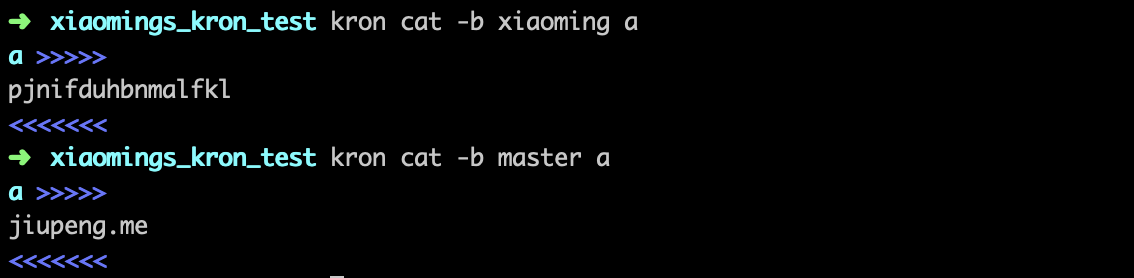 ➜ xiaomings_kron_test kron cat -b xiaoming a
a >>>>>
pjnifduhbnmalfkl
<<<<<<<
➜ xiaomings_kron_test kron cat -b master a
a >>>>>
jiupeng.me
<<<<<<<